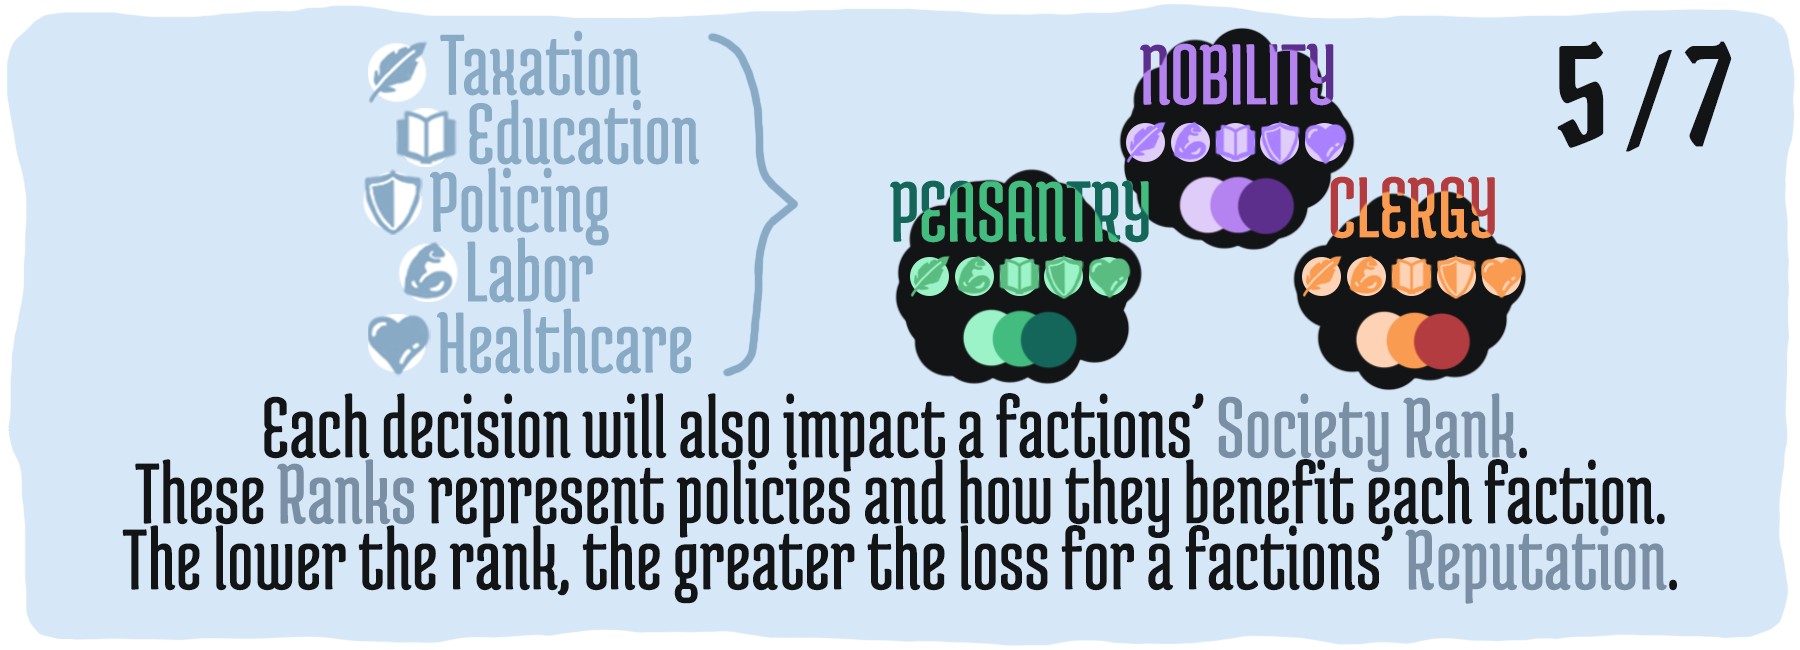 Taxation
Education
Policing
Labor
Healthcare
NOBILITY
PEASANTRY
CLERGY
5/7
Each decision will also impact a factions' Society Rank.
These Ranks represent policies and how they benefit each faction.
The lower the rank, the greater the loss for a factions' Reputation.